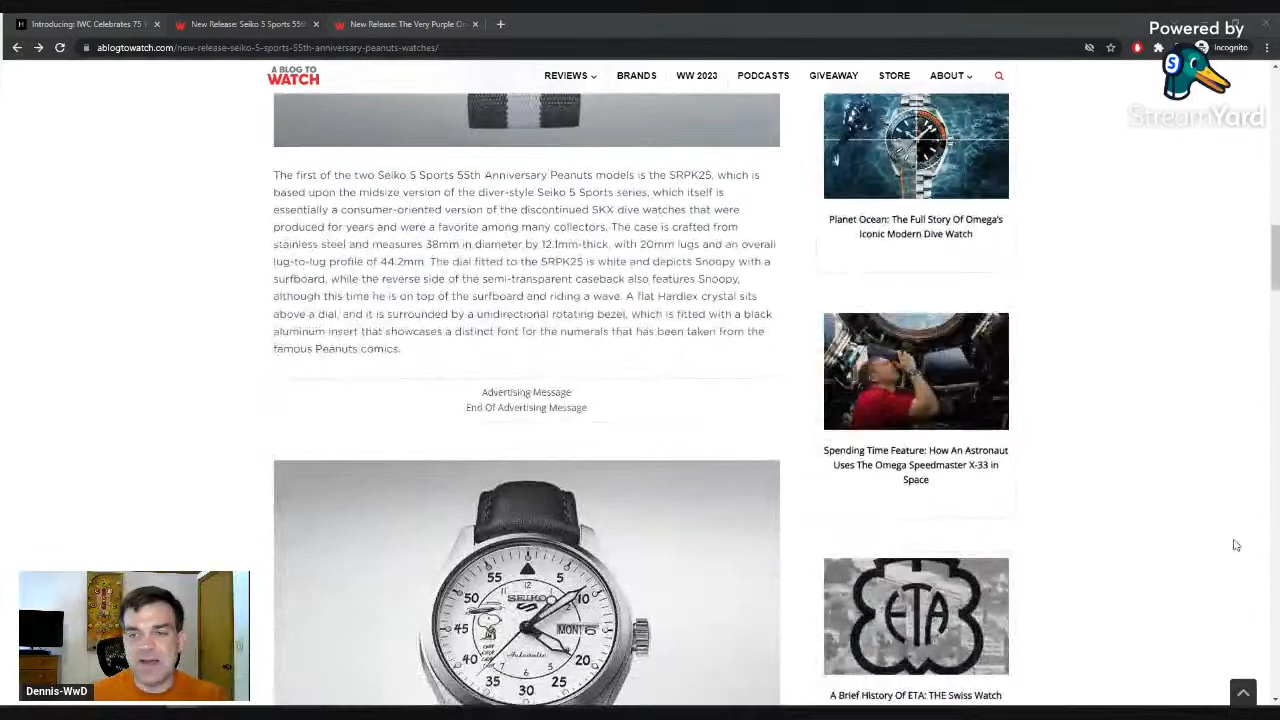 Introducing: IWC Celebrates 75
New Release: Seiko 5 Sports 55th
New Release: The Very Purple
ablogtowatch.com/new-release-seiko-5-sports-55th-anniversary-peanuts-watches/
Incognito
Powered by
StreamYard
A BLOG TO
WATCH
REVIEWS
BRANDS
WW 2023
PODCASTS
GIVEAWAY
STORE
ABOUT
The first of the two Seiko 5 Sports 55th Anniversary Peanuts models is the SRPK25, which is
based upon the midsize version of the diver-style Seiko 5 Sports series, which itself is
essentially a consumer-oriented version of the discontinued SKX dive watches that were
produced for years and were a favorite among many collectors. The case is crafted from
stainless steel and measures 38mm in diameter by 12.1mm-thick, with 20mm lugs and an overall
lug-to-lug profile of 44.2mm. The dial fitted to the SRPK25 is white and depicts Snoopy with a
surfboard, while the reverse side of the semi-transparent caseback also features Snoopy,
although this time he is on top of the surfboard and riding a wave. A flat Hardlex crystal sits
above a dial, and it is surrounded by a unidirectional rotating bezel, which is fitted with a black
aluminum insert that showcases a distinct font for the numerals that has been taken from the
famous Peanuts comics.
Advertising Message
End Of Advertising Message
55
5
50
12
11
SEIKO
10
45
MON 6
Automatic
40
20
35
30
25
Planet Ocean: The Full Story Of Omega's
Iconic Modern Dive Watch
Spending Time Feature: How An Astronaut
Uses The Omega Speedmaster X-33 in
Space
ETA
A Brief History Of ETA: THE Swiss Watch
Dennis-WwD